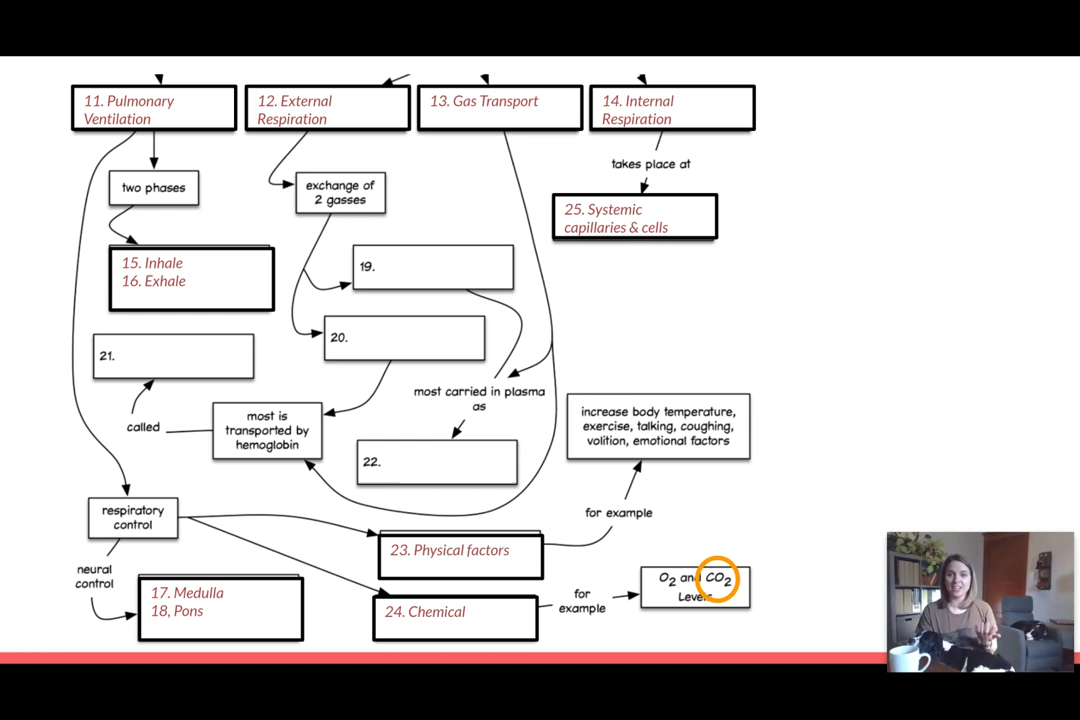 11. Pulmonary
Ventilation
12. External
Respiration
13. Gas Transport
14. Internal
Respiration
takes place at
two phases
exchange of
2 gasses
25. Systemic
capillaries & cells
15. Inhale
16. Exhale
19.
20.
21.
most carried in plasma
as
called
most is
transported by
hemoglobin
increase body temperature,
exercise, talking, coughing,
volition, emotional factors
22.
respiratory
control
for example
23. Physical factors
neural
control
17. Medulla
18, Pons
24. Chemical
for
example
O2 and CO2
Levels